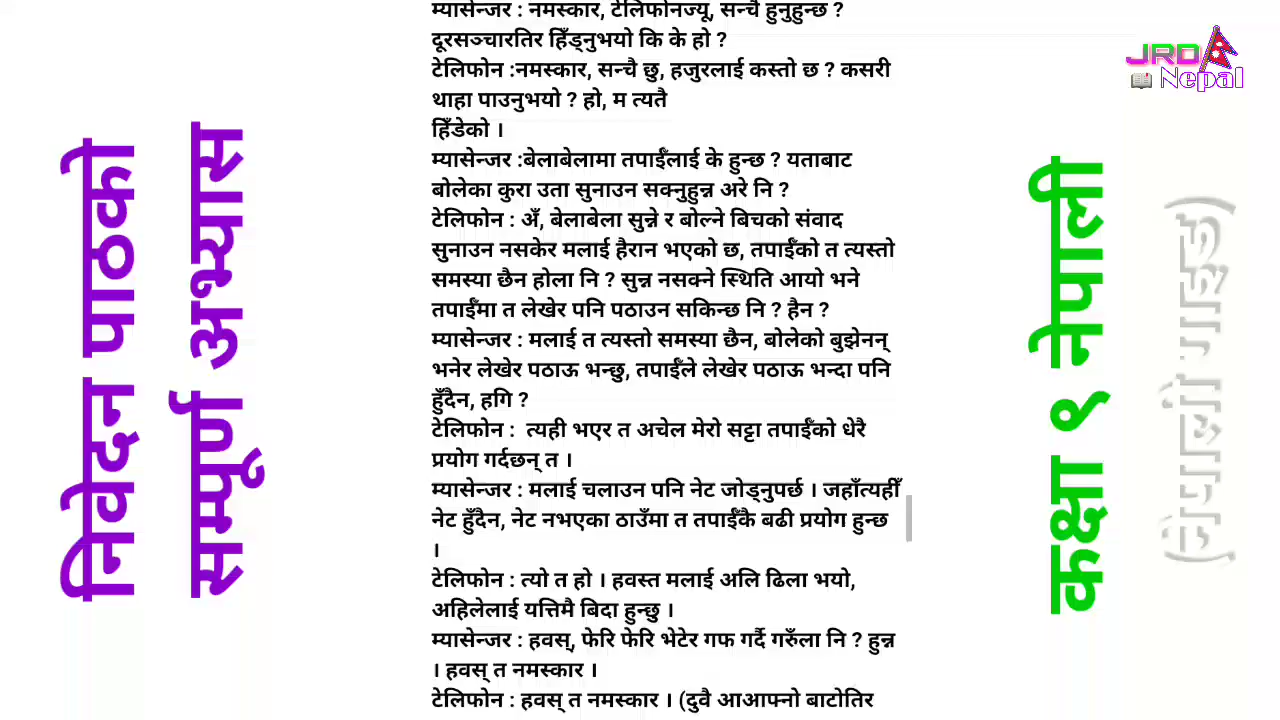 म्यासेन्जर : नमस्कार, टेलिफोनज्यू, सन्चै हुनुहुन्छ ?
दूरसञ्चारतिर हिँड्नुभयो कि के हो ?
टेलिफोन :नमस्कार, सन्चै छु, हजुरलाई कस्तो छ ? कसरी
थाहा पाउनुभयो ? हो, म त्यतै
हिँडेको ।
म्यासेन्जर :बेलाबेलामा तपाईँलाई के हुन्छ ? यताबाट
बोलेका कुरा उता सुनाउन सक्नुहुन्न अरे नि ?
टेलिफोन : अँ, बेलाबेला सुन्ने र बोल्ने बिचको संवाद
सुनाउन नसकेर मलाई हैरान भएको छ, तपाईँको त त्यस्तो
समस्या छैन होला नि ? सुन्न नसक्ने स्थिति आयो भने
तपाईँमा त लेखेर पनि पठाउन सकिन्छ नि ? हैन ?
म्यासेन्जर : मलाई त त्यस्तो समस्या छैन, बोलेको बुझेनन्
भनेर लेखेर पठाऊ भन्छु, तपाईँले लेखेर पठाऊ भन्दा पनि
हुँदैन, हगि ?
टेलिफोन :  त्यही भएर त अचेल मेरो सट्टा तपाईँको धेरै
प्रयोग गर्दछन् त ।
म्यासेन्जर : मलाई चलाउन पनि नेट जोड्नुपर्छ । जहाँत्यहीँ
नेट हुँदैन, नेट नभएका ठाउँमा त तपाईँकै बढी प्रयोग हुन्छ
।
टेलिफोन : त्यो त हो । हवस्त मलाई अलि ढिला भयो,
अहिलेलाई यत्तिमै बिदा हुन्छु ।
म्यासेन्जर : हवस्, फेरि फेरि भेटेर गफ गर्दै गरुँला नि ? हुन्न
। हवस् त नमस्कार ।
टेलिफोन : हवस् त नमस्कार । (दुवै आआफ्नो बाटोतिर
निवेदन पाठको
सम्पूर्ण अभ्यास
कक्षा ९ नेपाली
JRD
Nepal